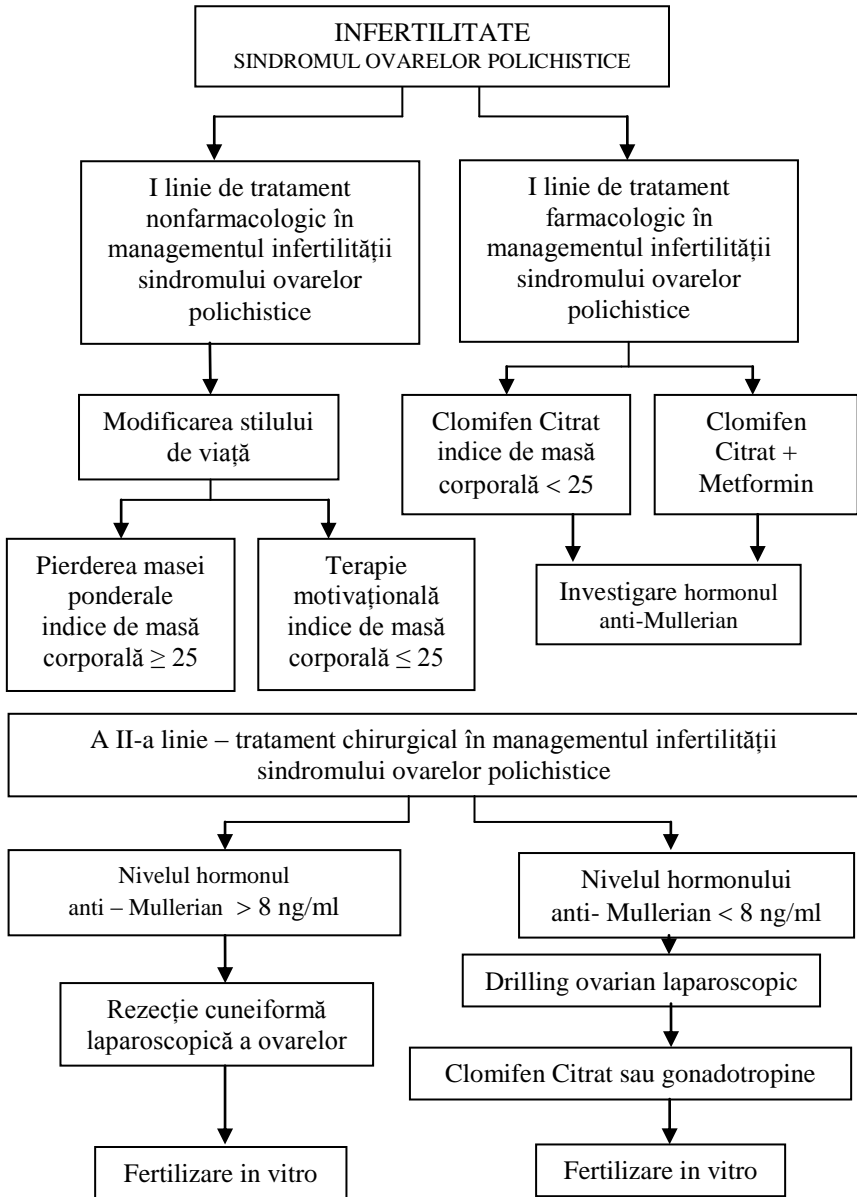 INFERTILITATE
SINDROMUL OVARELOR POLICHISTICE
I linie de tratament
nonfarmacologic în
managementul infertilității
sindromului ovarelor
polichistice
I linie de tratament
farmacologic în
managementul infertilității
sindromului ovarelor
polichistice
Modificarea stilului
de viață
Clomifen Citrat
indice de masă
corporală < 25
Clomifen
Citrat +
Metformin
Pierderea masei
ponderale
indice de masă
corporală ≥ 25
Terapie
motivațională
indice de masă
corporală ≤ 25
Investigare hormonul
anti-Mullerian
A II-a linie – tratament chirurgical în managementul infertilității
sindromului ovarelor polichistice
Nivelul hormonul
anti – Mullerian > 8 ng/ml
Nivelul hormonului
anti- Mullerian < 8 ng/ml
Rezecție cuneiformă
laparoscopică a ovarelor
Drilling ovarian laparoscopic
Clomifen Citrat sau gonadotropine
Fertilizare in vitro
Fertilizare in vitro